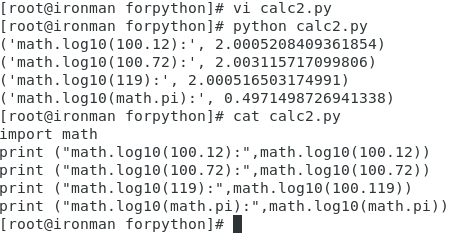 [root@ironman forpython]# vi calc2.py
[root@ironman forpython]# python calc2.py
('math.log10(100.12):', 2.0005208409361854)
('math.log10(100.72):', 2.003115717099806)
('math.log10(119):', 2.000516503174991)
('math.log10(math.pi):', 0.4971498726941338)
[root@ironman forpython]# cat calc2.py
import math
print ("math.log10(100.12):",math.log10(100.12))
print ("math.log10(100.72):",math.log10(100.72))
print ("math.log10(119):",math.log10(100.119))
print ("math.log10(math.pi):",math.log10(math.pi))
[root@ironman forpython]#